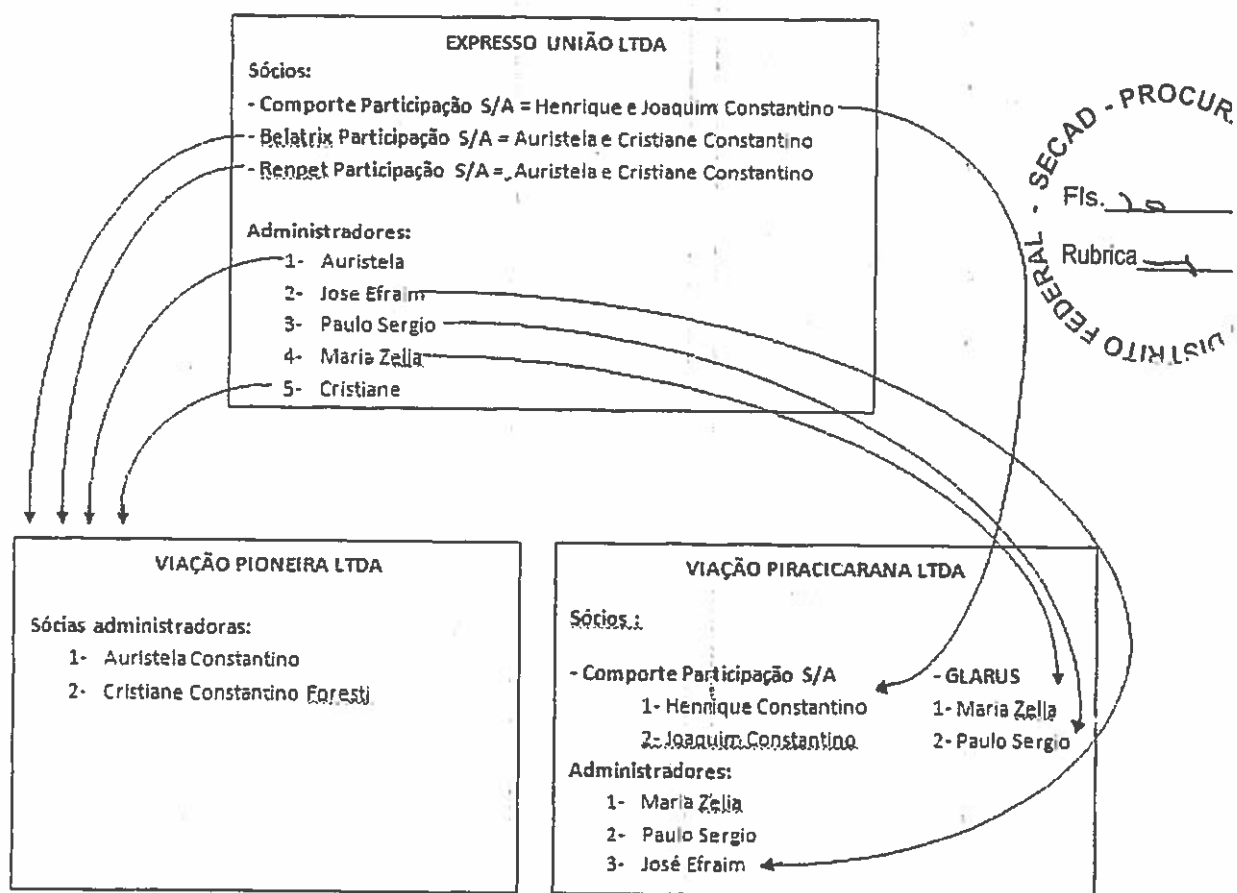 EXPRESSO UNIÃO LTDA
Sócios:
- Comporte Participação S/A = Henrique e Joaquim Constantino
- Belatrix Participação S/A = Auristela e Cristiane Constantino
- Renpet Participação S/A = Auristela e Cristiane Constantino
Administradores:
1- Auristela
2- Jose Efraim
3- Paulo Sergio
4- Maria Zelia
5- Cristiane
SECAD - PROCUR
Fls.
Rubrica
DISTRITO FEDERAL -
VIAÇÃO PIONEIRA LTDA
Sócias administradoras:
1- Auristela Constantino
2- Cristiane Constantino Foresti
VIAÇÃO PIRACICARANA LTDA
Sócios :
- Comporte Participação S/A
1- Henrique Constantino
2- Joaquim Constantino
- GLARUS
1- Maria Zelia
2- Paulo Sergio
Administradores:
1- Maria Zelia
2- Paulo Sergio
3- José Efraim